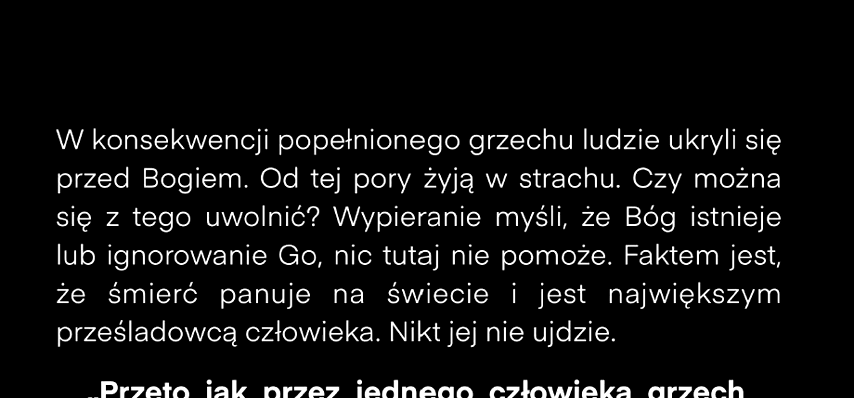 W konsekwencji popełnionego grzechu ludzie ukryli się
przed Bogiem. Od tej pory żyją w strachu. Czy można
się z tego uwolnić? Wypieranie myśli, że Bóg istnieje
lub ignorowanie Go, nic tutaj nie pomoże. Faktem jest,
że śmierć panuje na świecie i jest największym
prześladowcą człowieka. Nikt jej nie ujdzie.
„Przeto jak przez jednego człowieka grzech